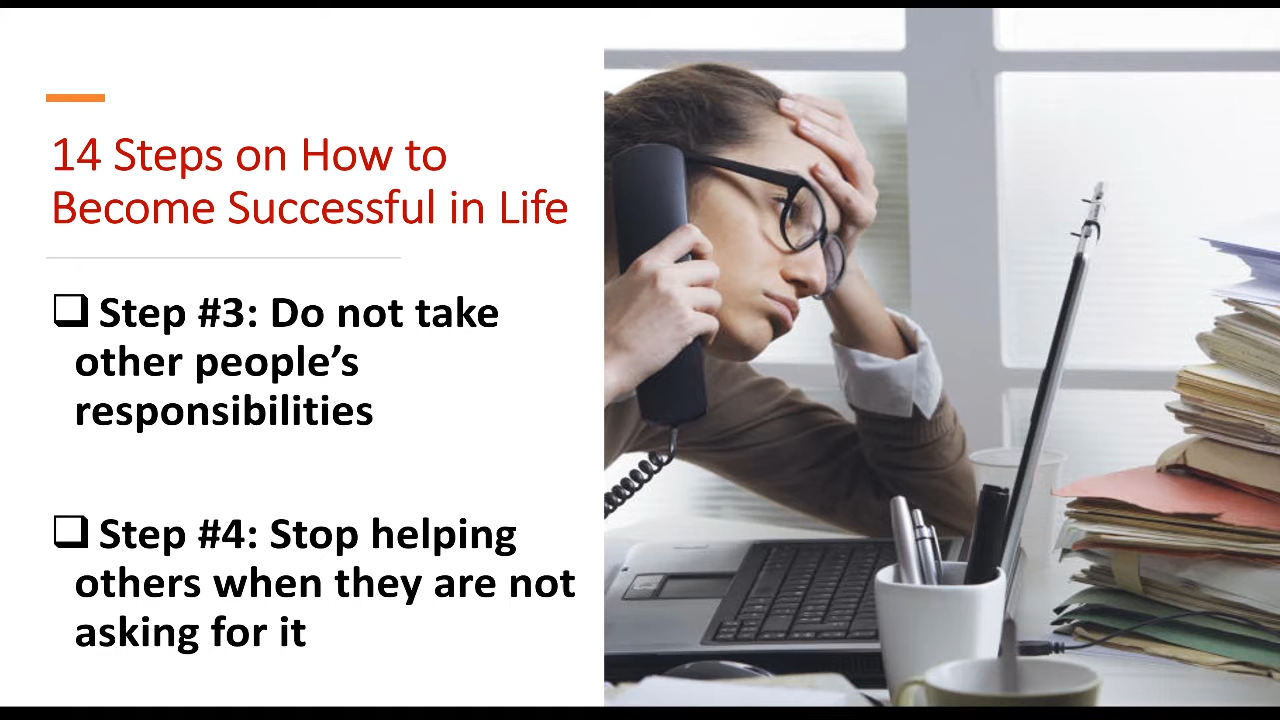 14 Steps on How to
Become Successful in Life
❑ Step #3: Do not take
other people’s
responsibilities
❑ Step #4: Stop helping
others when they are not
asking for it